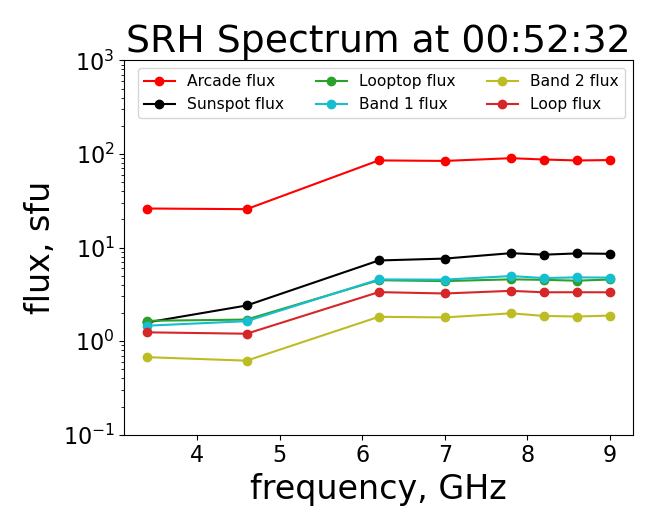 SRH Spectrum at 00:52:32
Arcade flux
Sunspot flux
Looptop flux
Band 1 flux
Band 2 flux
Loop flux
10³
10²
10¹
10⁰
10⁻¹
flux, sfu
4 5 6 7 8 9
frequency, GHz